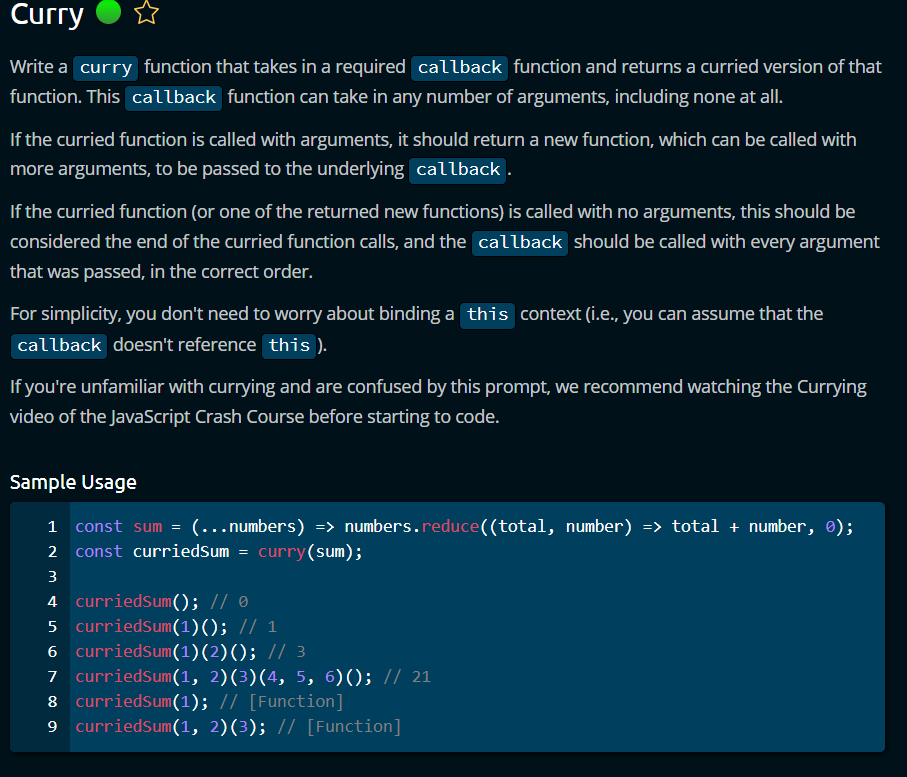 Curry
Write a curry function that takes in a required callback function and returns a curried version of that
function. This callback function can take in any number of arguments, including none at all.
If the curried function is called with arguments, it should return a new function, which can be called with
more arguments, to be passed to the underlying callback.
If the curried function (or one of the returned new functions) is called with no arguments, this should be
considered the end of the curried function calls, and the callback should be called with every argument
that was passed, in the correct order.
For simplicity, you don't need to worry about binding a this context (i.e., you can assume that the
callback doesn't reference this).
If you're unfamiliar with currying and are confused by this prompt, we recommend watching the Currying
video of the JavaScript Crash Course before starting to code.
Sample Usage
1 const sum = (...numbers) => numbers.reduce((total, number) => total + number, 0);
2 const curriedSum = curry(sum);
3
4 curriedSum(); // 0
5 curriedSum(1)(); // 1
6 curriedSum(1)(2)(); // 3
7 curriedSum(1, 2)(3)(4, 5, 6)(); // 21
8 curriedSum(1); // [Function]
9 curriedSum(1, 2)(3); // [Function]